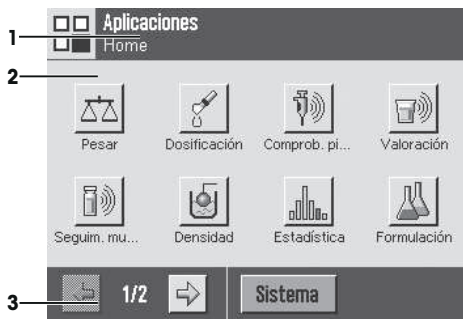 Aplicaciones
1
Home
2
Pesar
Dosificación
Comprob. pi...
Valoración
Seguim. mu...
Densidad
Estadística
Formulación
3
1/2
Sistema